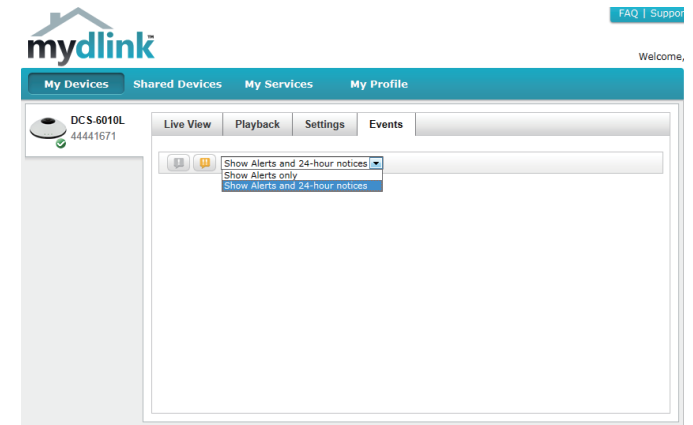 FAQ | Suppor
mydlink
Welcome,
My Devices Shared Devices My Services My Profile
DCS-6010L
44441671
Live View Playback Settings Events
Show Alerts and 24-hour notices
Show Alerts only
Show Alerts and 24-hour notices